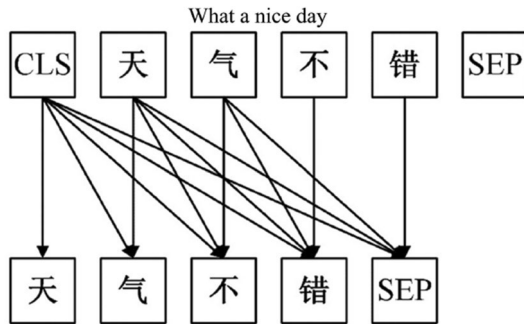 What a nice day
CLS 天 气 不 错 SEP
天 气 不 错 SEP